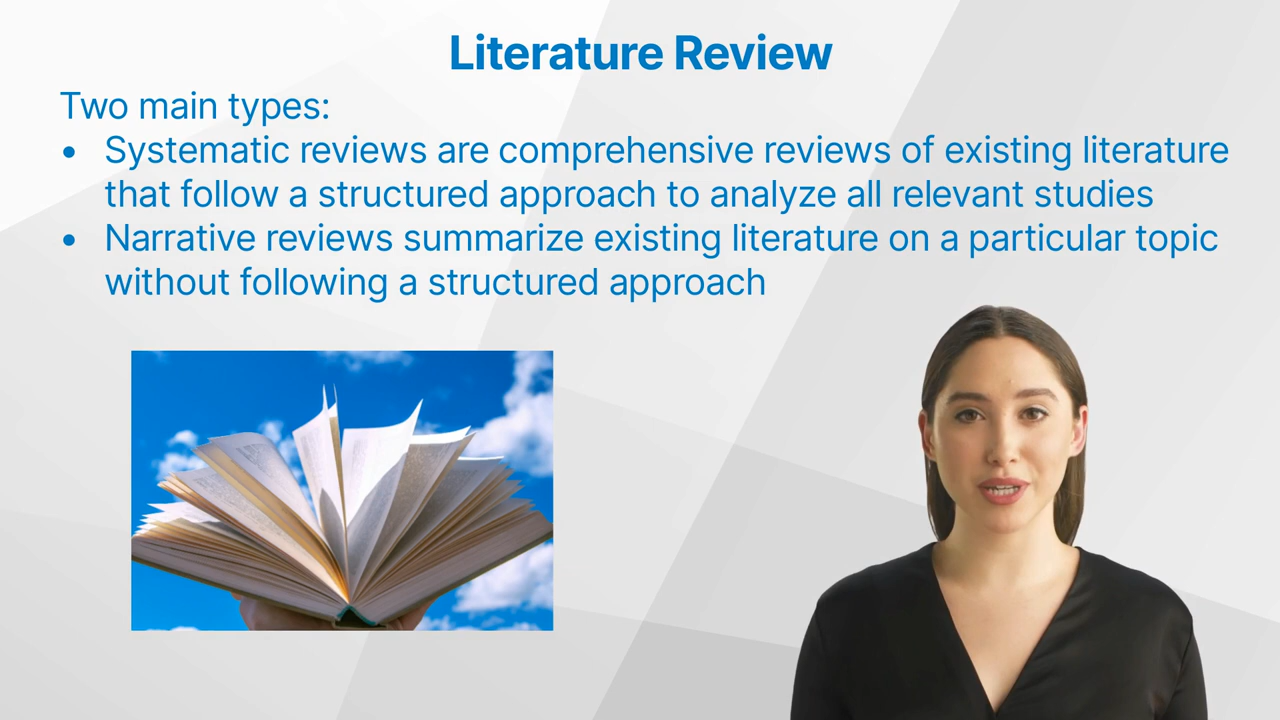 Literature Review
Two main types:
• Systematic reviews are comprehensive reviews of existing literature
that follow a structured approach to analyze all relevant studies
• Narrative reviews summarize existing literature on a particular topic
without following a structured approach